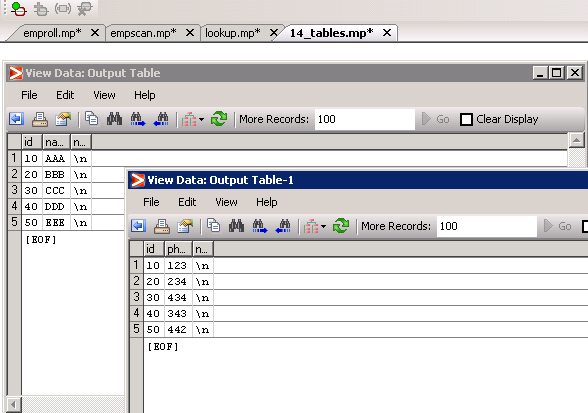 emproll.mp* empscan.mp* lookup.mp* 14_tables.mp*
View Data: Output Table
File Edit View Help
More Records: 100 Go Clear Display
id na... n...
1 10 AAA \n
2 20 BBB \n
3 30 CCC \n
4 40 DDD \n
5 50 EEE \n
[EOF]
View Data: Output Table-1
File Edit View Help
More Records: 100 Go
id ph... n...
1 10 123 \n
2 20 234 \n
3 30 434 \n
4 40 343 \n
5 50 442 \n
[EOF]